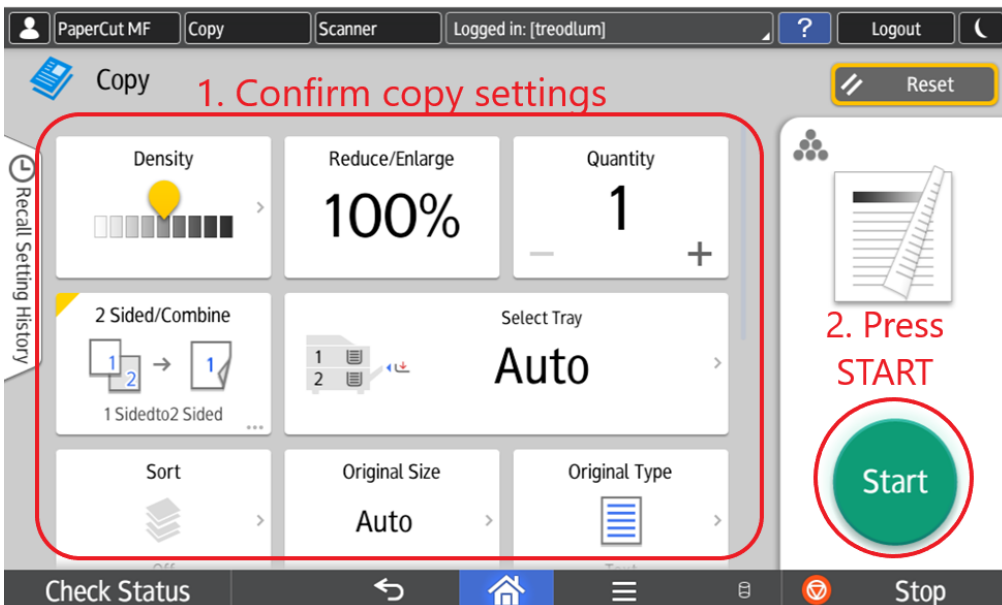 PaperCut MF
Copy
Scanner
Logged in: [treodlum]
?
Logout
Copy
1. Confirm copy settings
Reset
Recall Setting History
Density
Reduce/Enlarge
100%
Quantity
1
2 Sided/Combine
1
2
1
1 Sidedto2 Sided
Select Tray
1
2
Auto
2. Press
START
Sort
Off
Original Size
Auto
Original Type
Text
Start
Check Status
Stop